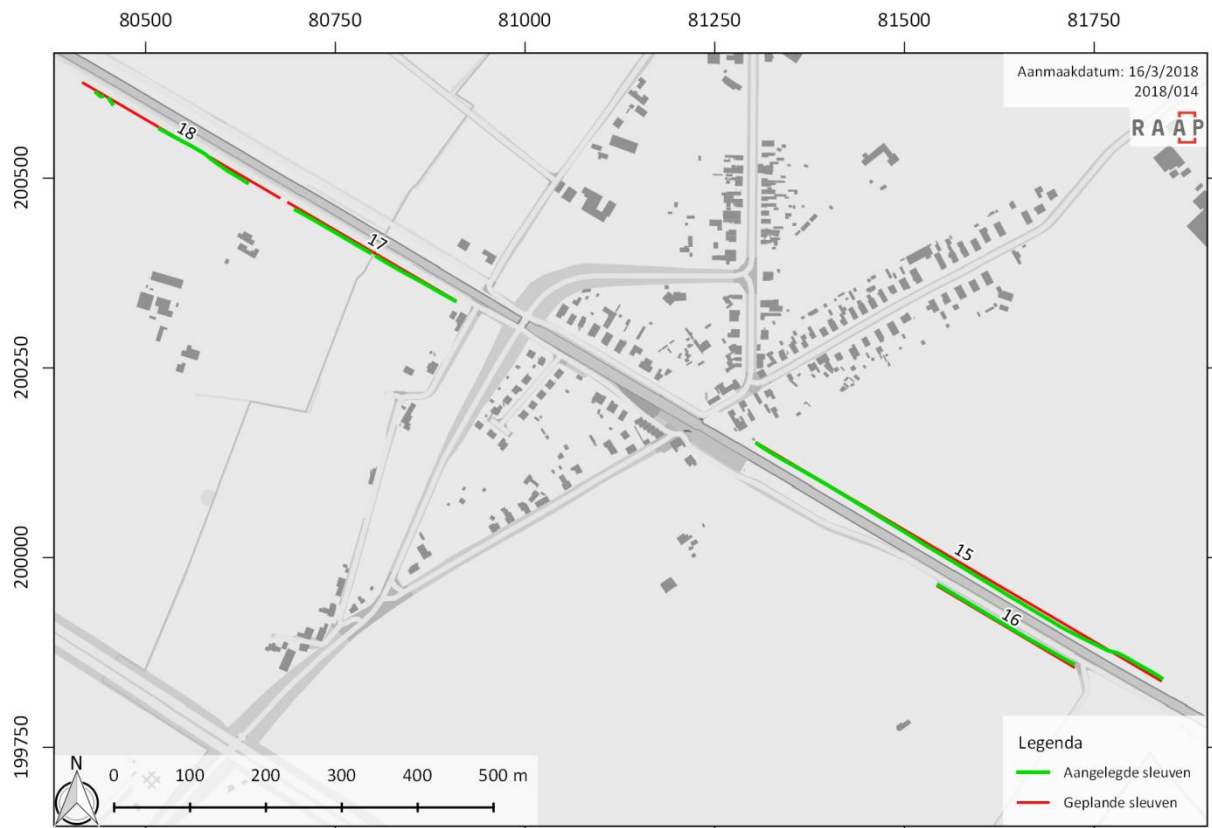 80500 80750 81000 81250 81500 81750
Aanmaakdatum: 16/3/2018
2018/014
RAAP
18
200500
17
200250
15
200000
16
199750
Legenda
N
0 100 200 300 400 500 m
Aangelegde sleuven
Geplande sleuven